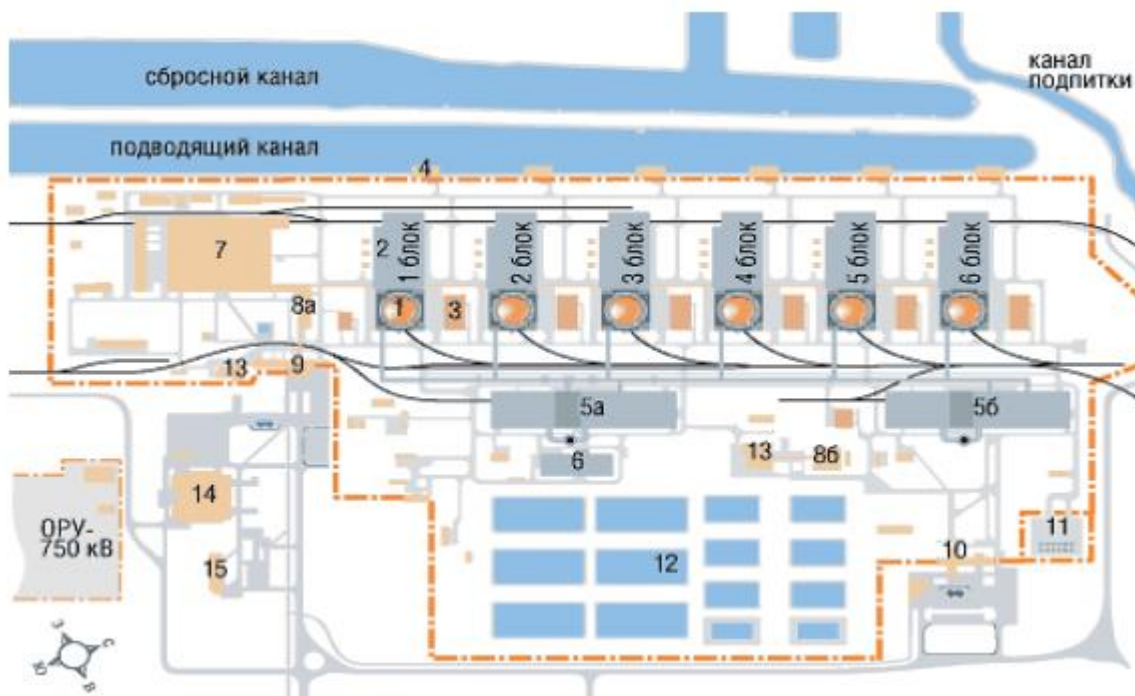 сбросной канал
канал
подпитки
подводящий канал
4
7
2
1 блок
2 блок
3 блок
4 блок
5 блок
6 блок
8а
1
3
13
9
5а
5б
6
13
8б
14
ОРУ-
750 кВ
15
12
10
11
З
С
Ю
В